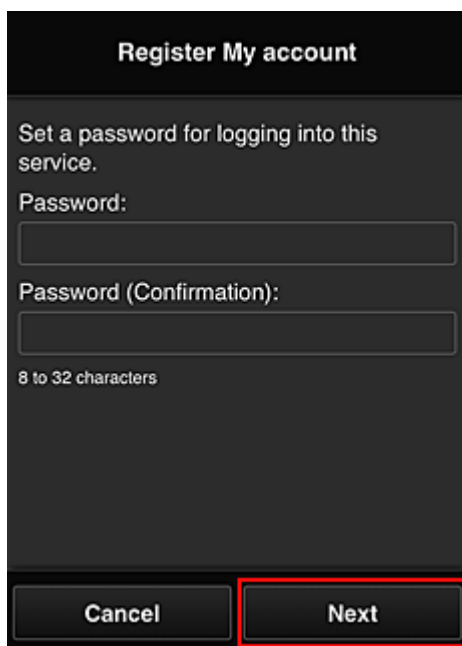 Register My account
Set a password for logging into this
service.
Password:
Password (Confirmation):
8 to 32 characters
Cancel
Next